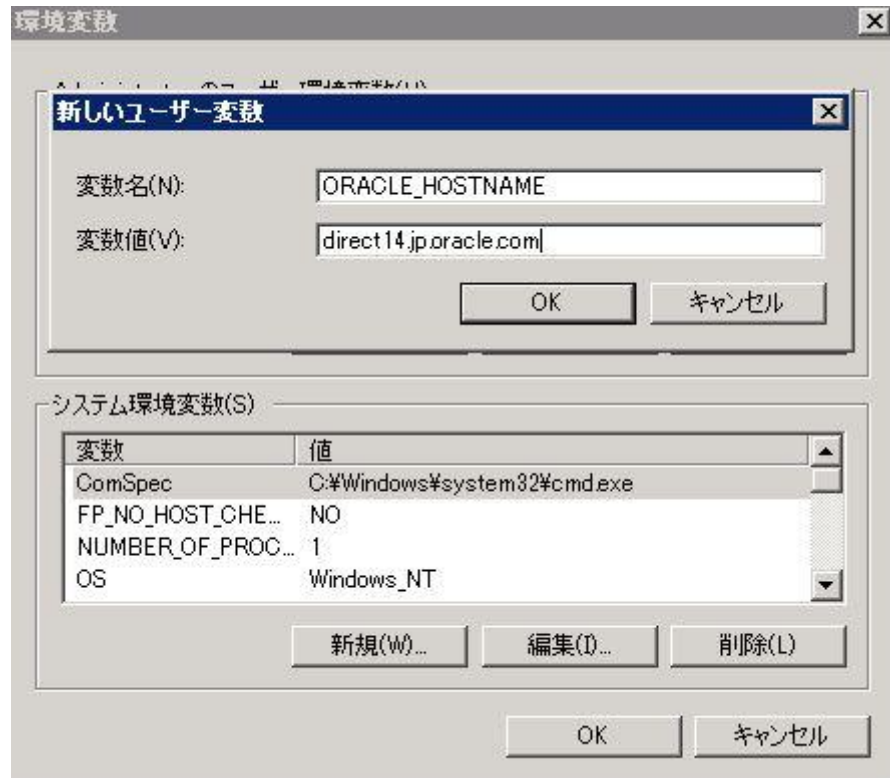 環境変数
新しいユーザー変数
変数名(N):
ORACLE_HOSTNAME
変数値(V):
direct14.jp.oracle.com
OK
キャンセル
システム環境変数(S)
変数 値
ComSpec C:¥Windows¥system32¥cmd.exe
FP_NO_HOST_CHE... NO
NUMBER_OF_PROC... 1
OS Windows_NT
新規(W)... 編集(I)... 削除(L)
OK キャンセル